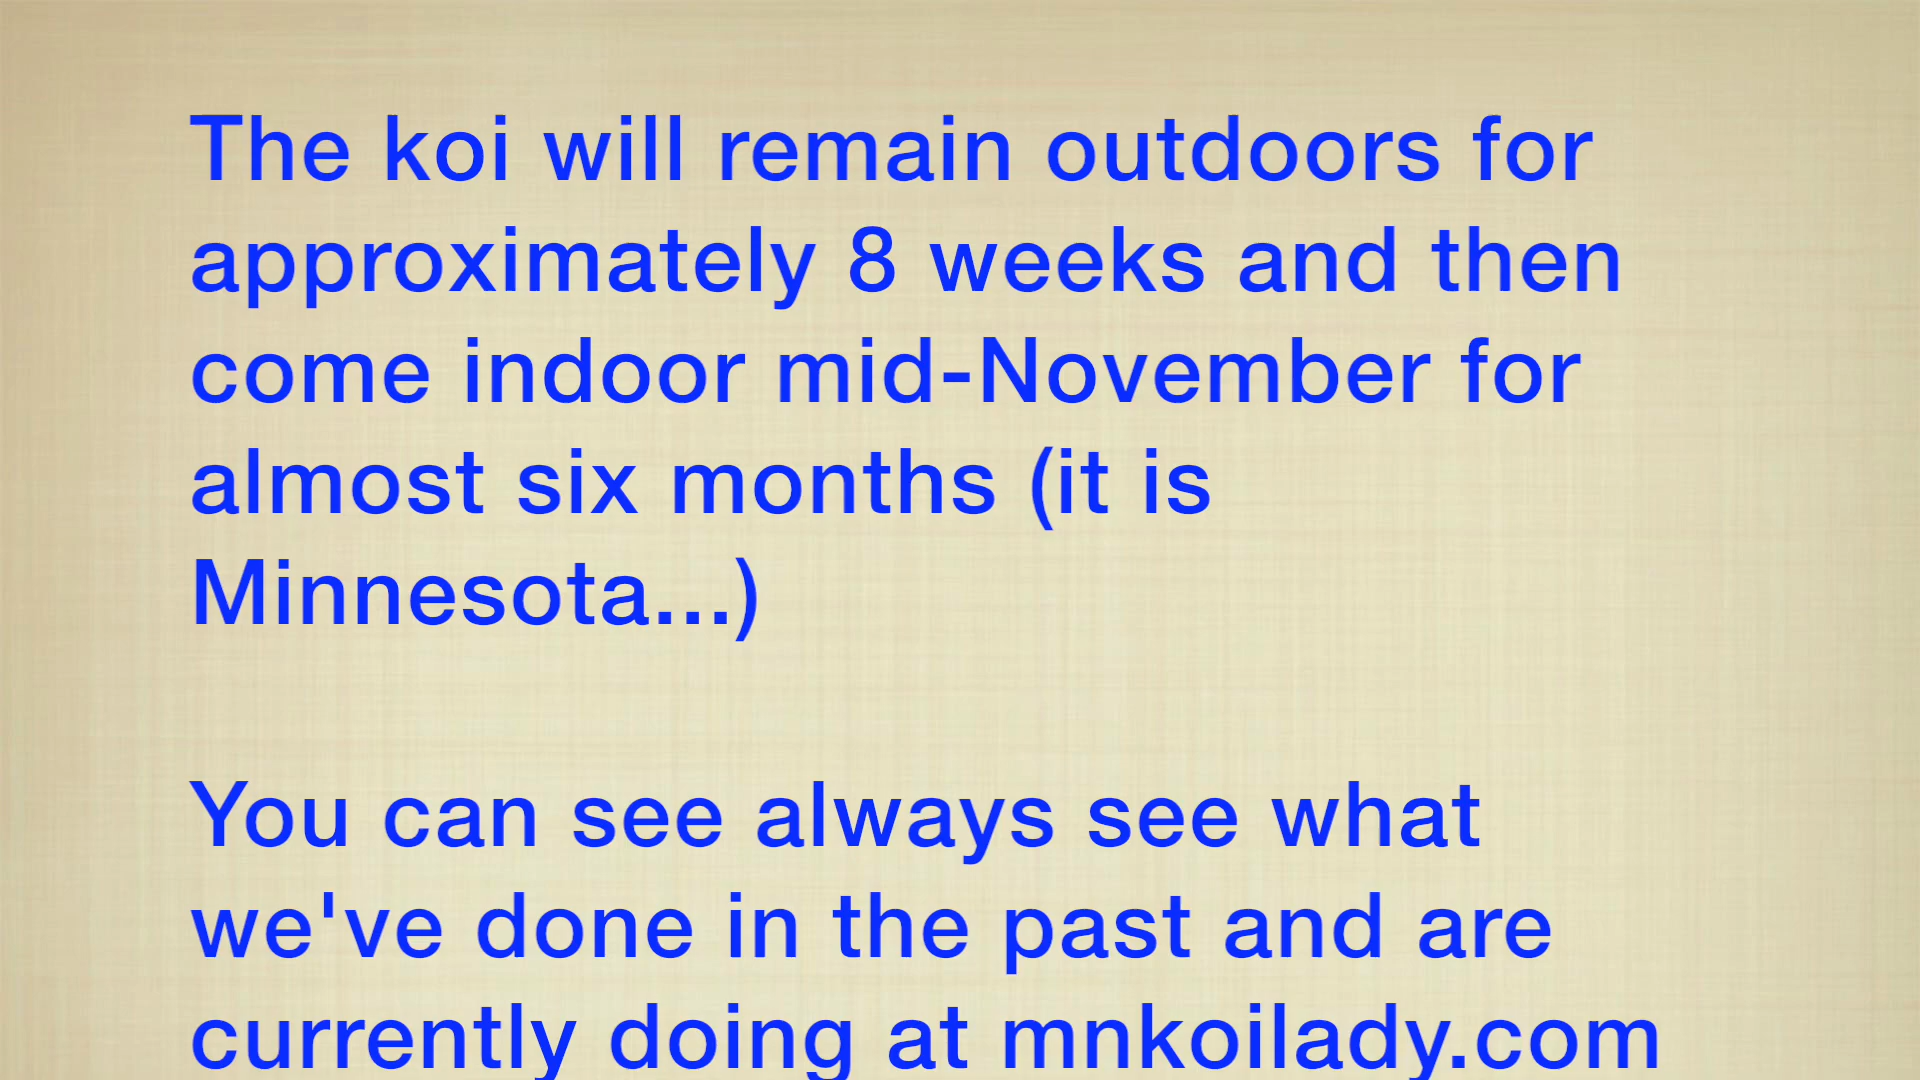 The koi will remain outdoors for
approximately 8 weeks and then
come indoor mid-November for
almost six months (it is
Minnesota...)
You can see always see what
we've done in the past and are
currently doing at mnkoilady.com